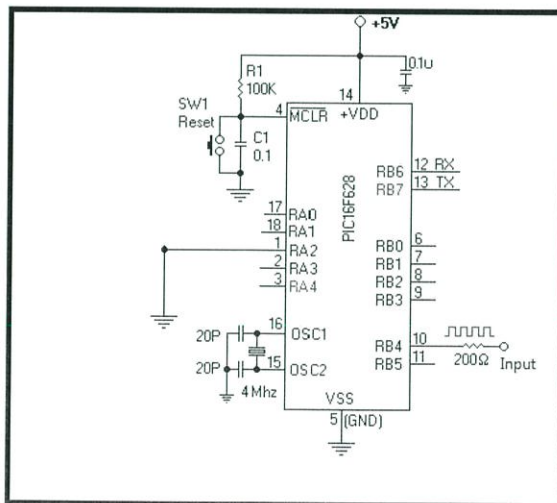 +5V
0.1u
R1
100K
SW1
Reset
C1
0.1
14
4 MCLR +VDD
PIC16F628
RB6 12 RX
RB7 13 TX
17 RA0
18 RA1
1 RA2
2 RA3
3 RA4
RB0 6
RB1 7
RB2 8
RB3 9
20P 16 OSC1
RB4 10
RB5 11
200Ω Input
20P 15 OSC2
4 Mhz
VSS
5 (GND)